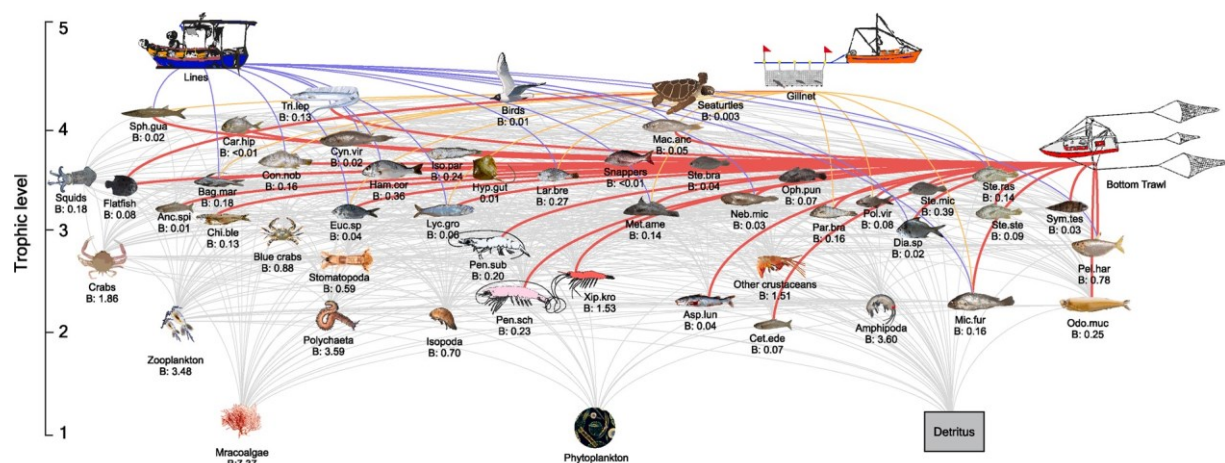 5
Lines
Gillnet
Tri.lep
B: 0.13
Birds
B: 0.01
Seaturtles
B: 0.003
Sph.gua
B: 0.02
4
Car.hip
B: <0.01
Cyn.vir
B: 0.02
Mac.anc
B: 0.05
Iso.par
B: 0.24
Con.nob
B: 0.16
Ham.cor
B: 0.36
Hyp.gut
0.01
Lar.bre
B: 0.27
Snappers
B: <0.01
Ste.bra
B: 0.04
Oph.pun
B: 0.07
Ste.mic
B: 0.39
Ste.ras
B: 0.14
Bottom Trawl
Squids
B: 0.18
Flatfish
B: 0.08
Bag.mar
B: 0.18
Anc.spi
B: 0.01
Chi.ble
B: 0.13
Euc.sp
B: 0.04
Lyc.gro
B: 0.06
Met.ame
B: 0.14
Neb.mic
B: 0.03
Par.bra
B: 0.16
Pol.vir
B: 0.08
Dia.sp
B: 0.02
Ste.ste
B: 0.09
Sym.tes
B: 0.03
3
Trophic level
Crabs
B: 1.86
Blue crabs
B: 0.88
Stomatopoda
B: 0.59
Pen.sub
B: 0.20
Pen.sch
B: 0.23
Xip.kro
B: 1.53
Other crustaceans
B: 1.51
Pel.har
B: 0.78
Asp.lun
B: 0.04
Cet.ede
B: 0.07
Amphipoda
B: 3.60
Mic.fur
B: 0.16
Odo.muc
B: 0.25
2
Zooplankton
B: 3.48
Polychaeta
B: 3.59
Isopoda
B: 0.70
1
Mracoalgae
Phytoplankton
Detritus